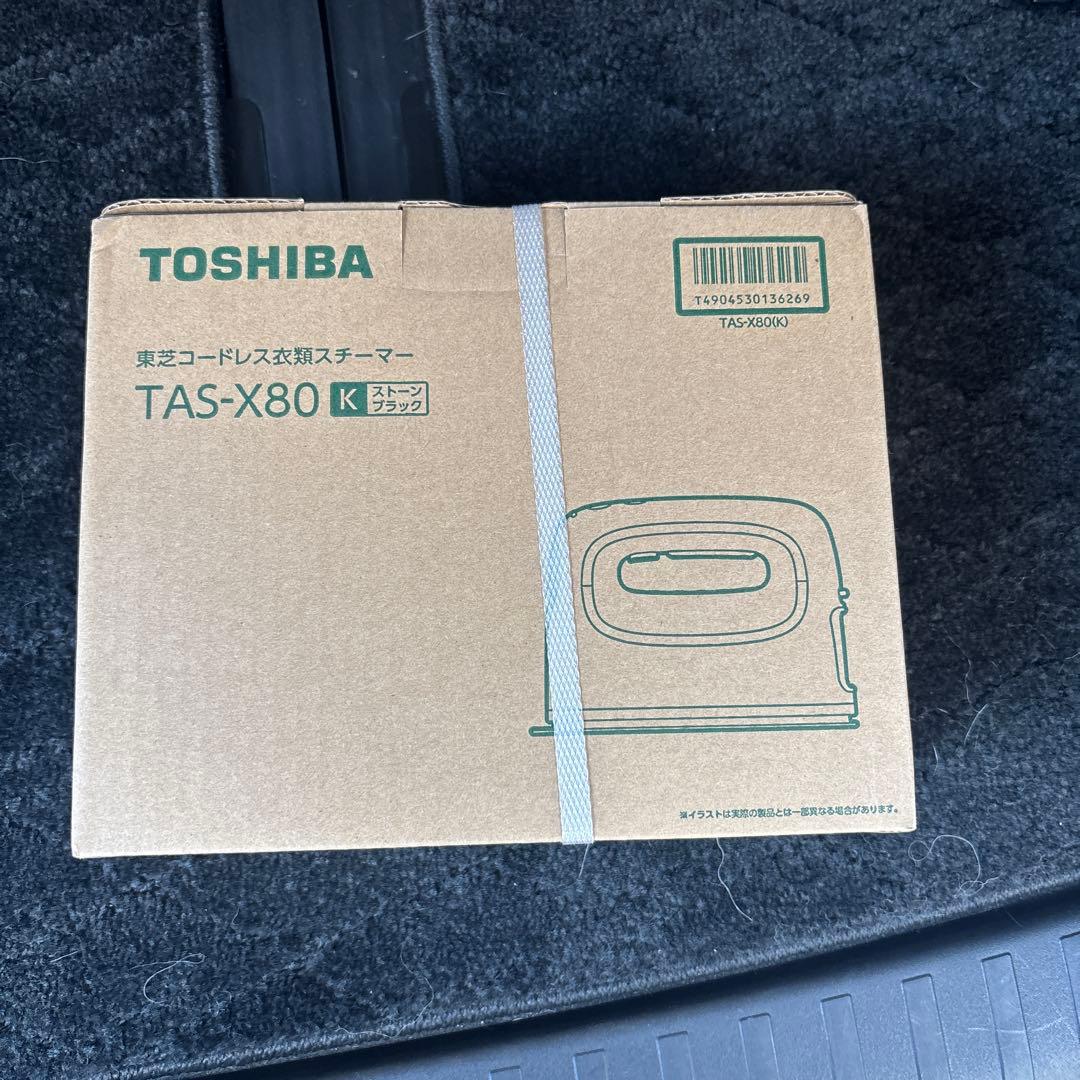 TOSHIBA
T4904530136269
TAS-X80(K)
東芝コードレス衣類スチーマー
TAS-X80 K ストーン
ブラック
※イラストは実際の製品とは一部異なる場合があります。